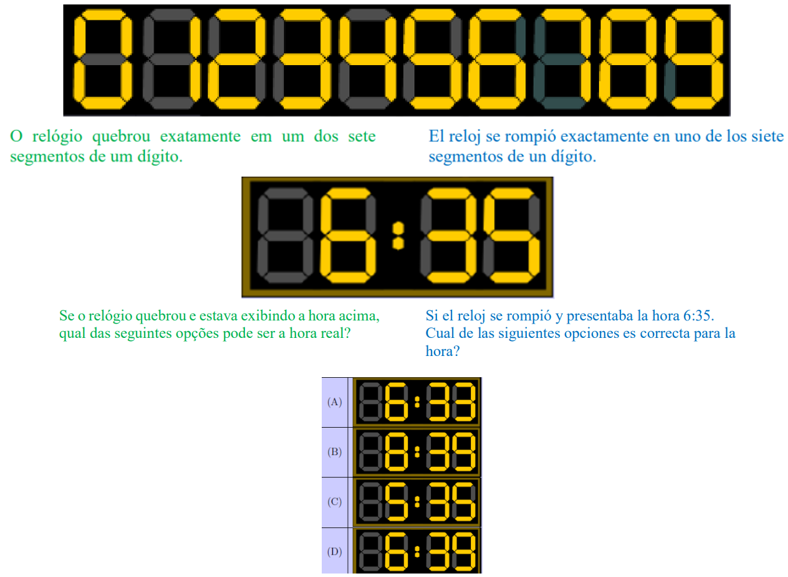 0123456789
O relógio quebrou exatamente em um dos sete
segmentos de um dígito.
El reloj se rompió exactamente en uno de los siete
segmentos de un dígito.
6:35
Se o relógio quebrou e estava exibindo a hora acima,
qual das seguintes opções pode ser a hora real?
Si el reloj se rompió y presentaba la hora 6:35.
Cual de las siguientes opciones es correcta para la
hora?
(A) 6:33
(B) 8:39
(C) 5:35
(D) 6:39